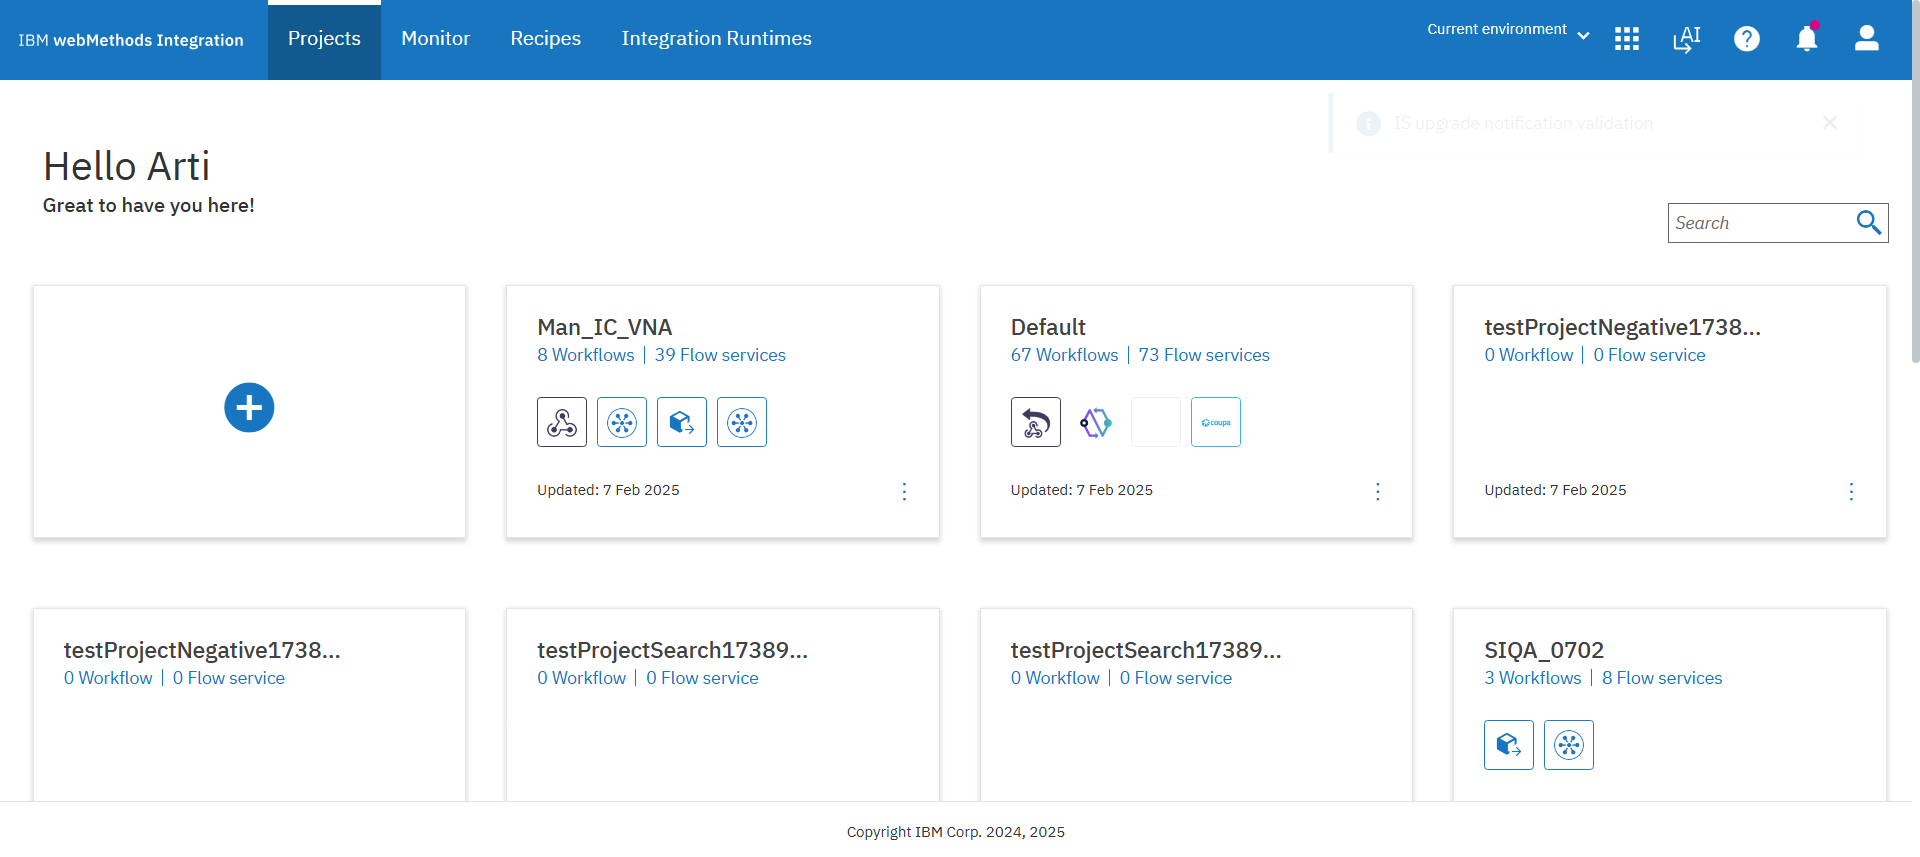 IBM webMethods Integration
Projects
Monitor
Recipes
Integration Runtimes
Current environment
AI
IS upgrade notification validation
Hello Arti
Great to have you here!
Search
Man_IC_VNA
8 Workflows | 39 Flow services
Updated: 7 Feb 2025
Default
67 Workflows | 73 Flow services
coupa
Updated: 7 Feb 2025
testProjectNegative1738...
0 Workflow | 0 Flow service
Updated: 7 Feb 2025
testProjectNegative1738...
0 Workflow | 0 Flow service
testProjectSearch17389...
0 Workflow | 0 Flow service
testProjectSearch17389...
0 Workflow | 0 Flow service
SIQA_0702
3 Workflows | 8 Flow services
Copyright IBM Corp. 2024, 2025